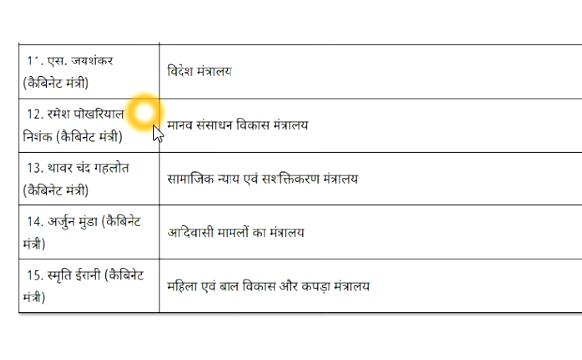 11. एस. जयशंकर
(कैबिनेट मंत्री)
विदेश मंत्रालय
12. रमेश पोखरियाल
निशंक (कैबिनेट मंत्री)
मानव संसाधन विकास मंत्रालय
13. थावर चंद गहलोत
(कैबिनेट मंत्री)
सामाजिक न्याय एवं सशक्तिकरण मंत्रालय
14. अर्जुन मुंडा (कैबिनेट
मंत्री)
आदिवासी मामलों का मंत्रालय
15. स्मृति ईरानी (कैबिनेट
मंत्री)
महिला एवं बाल विकास और कपड़ा मंत्रालय